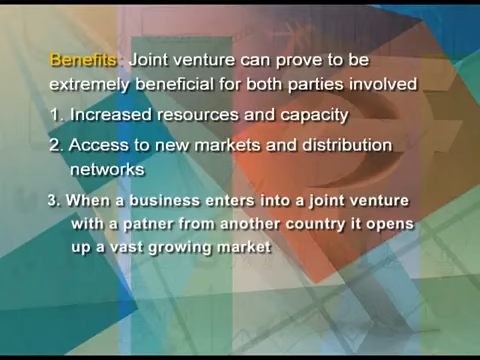 Benefits: Joint venture can prove to be
extremely beneficial for both parties involved
1. Increased resources and capacity
2. Access to new markets and distribution
networks
3. When a business enters into a joint venture
with a patner from another country it opens
up a vast growing market